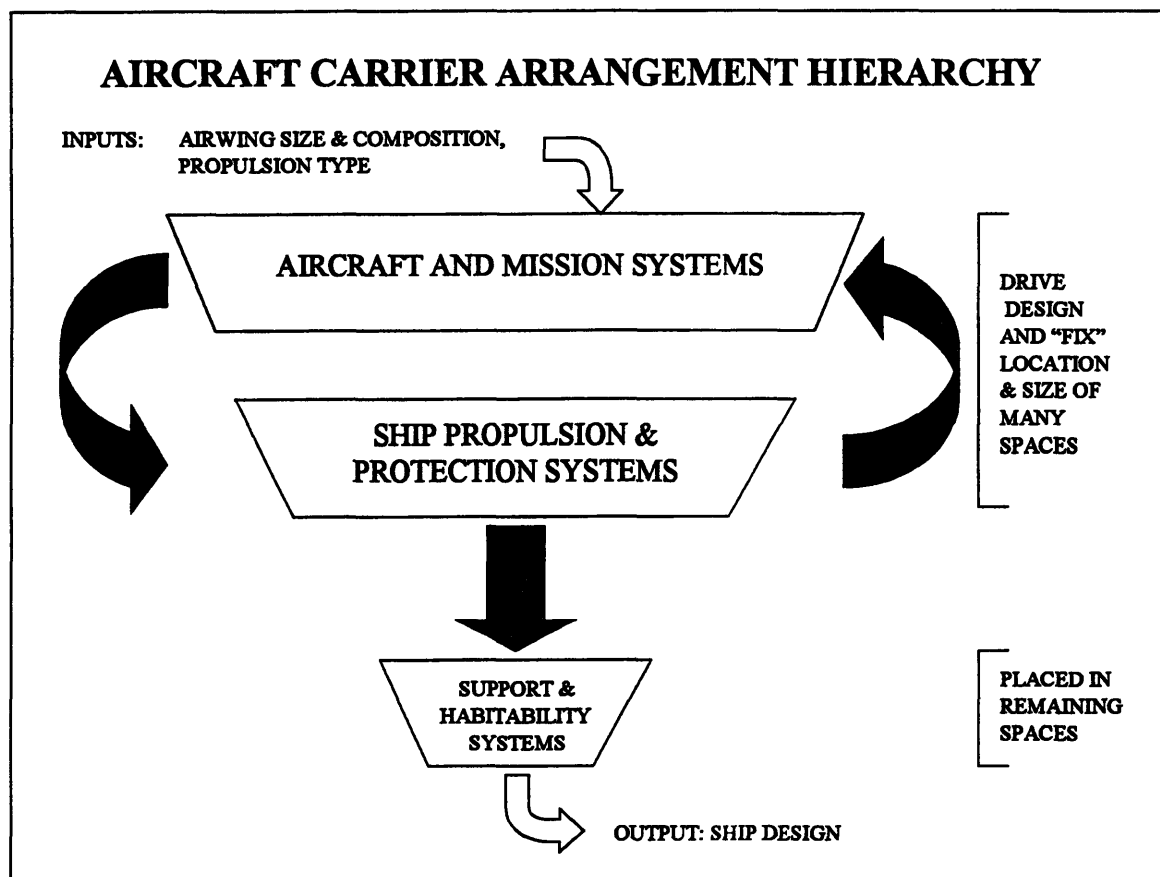 AIRCRAFT CARRIER ARRANGEMENT HIERARCHY
INPUTS: AIRWING SIZE & COMPOSITION,
PROPULSION TYPE
AIRCRAFT AND MISSION SYSTEMS
DRIVE
DESIGN
AND “FIX”
LOCATION
& SIZE OF
MANY
SPACES
SHIP PROPULSION &
PROTECTION SYSTEMS
SUPPORT &
HABITABILITY
SYSTEMS
PLACED IN
REMAINING
SPACES
OUTPUT: SHIP DESIGN